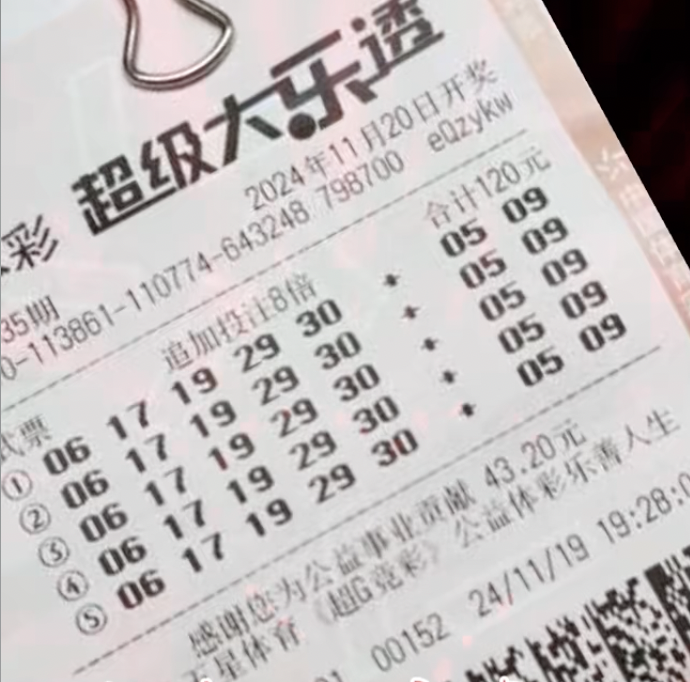 超级大乐透
彩
2024年11月20日开奖
35期
0-113861-110774-643248 798700 eQzykw
式票 追加投注8倍 合计120元
① 06 17 19 29 30 + 05 09
② 06 17 19 29 30 + 05 09
③ 06 17 19 29 30 + 05 09
④ 06 17 19 29 30 + 05 09
⑤ 06 17 19 29 30 + 05 09
感谢您为公益事业贡献 43.20元
五星体育《超G竞彩》公益体彩乐善人生
00152 24/11/19 19:28:0